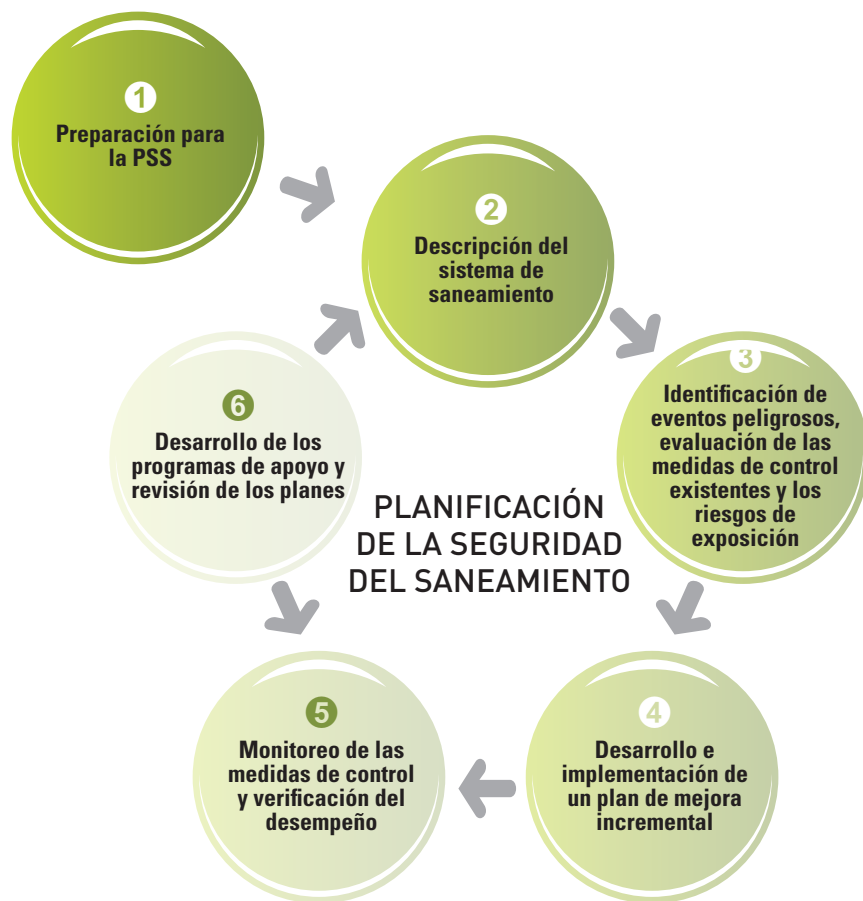 1
Preparación para
la PSS
2
Descripción del
sistema de
saneamiento
3
Identificación de
eventos peligrosos,
evaluación de las
medidas de control
existentes y los
riesgos de
exposición
4
Desarrollo e
implementación de
un plan de mejora
incremental
5
Monitoreo de las
medidas de control
y verificación del
desempeño
6
Desarrollo de los
programas de apoyo y
revisión de los planes
PLANIFICACIÓN
DE LA SEGURIDAD
DEL SANEAMIENTO